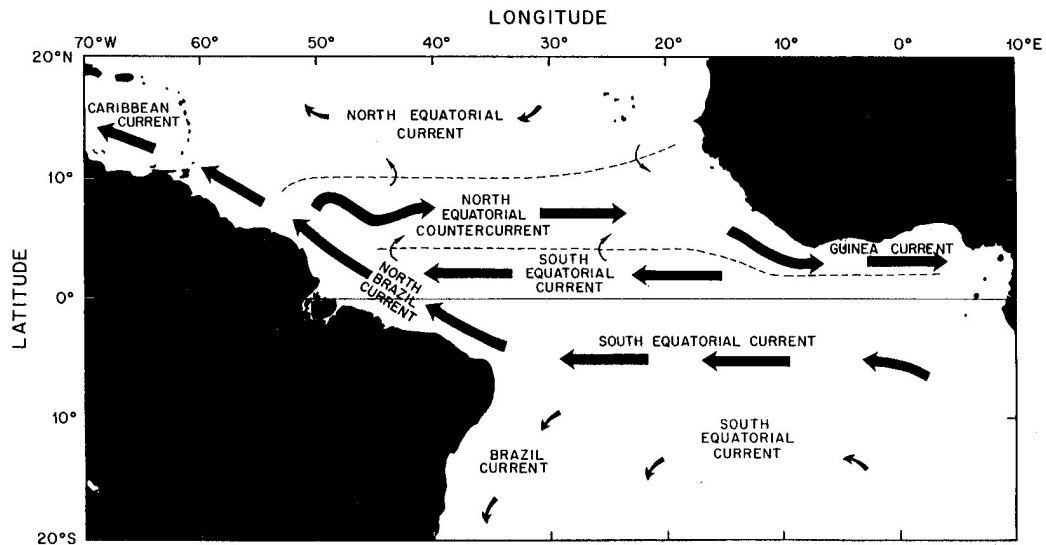 LONGITUDE
70°W 60° 50° 40° 30° 20° 10° 0° 10°E
20°N
CARIBBEAN
CURRENT
NORTH EQUATORIAL
CURRENT
10°
NORTH
EQUATORIAL
COUNTERCURRENT
GUINEA CURRENT
SOUTH
EQUATORIAL
CURRENT
NORTH
BRAZIL
CURRENT
0°
LATITUDE
SOUTH EQUATORIAL CURRENT
10°
SOUTH
EQUATORIAL
CURRENT
BRAZIL
CURRENT
20°S